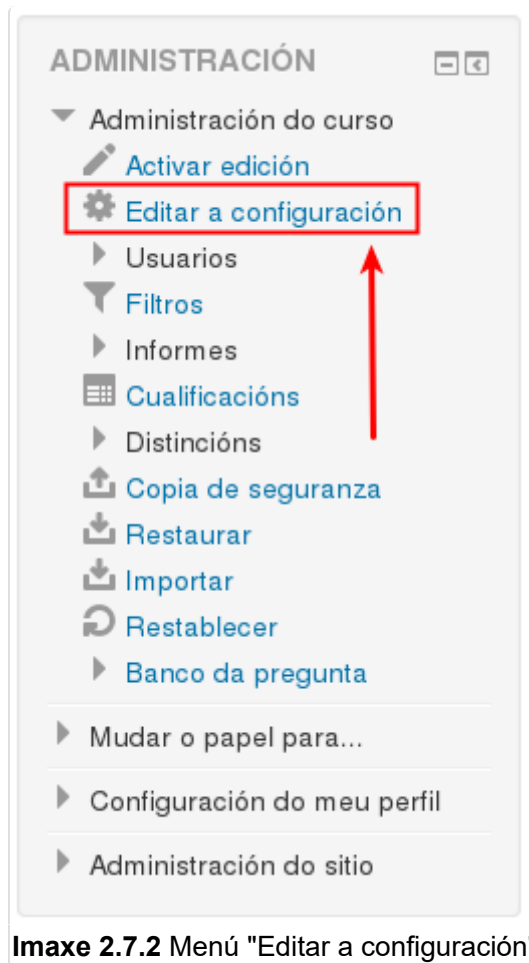 ADMINISTRACIÓN
Administración do curso
Activar edición
Editar a configuración
Usuarios
Filtros
Informes
Cualificacións
Distincións
Copia de seguranza
Restaurar
Importar
Restablecer
Banco da pregunta
Mudar o papel para...
Configuración do meu perfil
Administración do sitio
Imaxe 2.7.2 Menú "Editar a configuración"